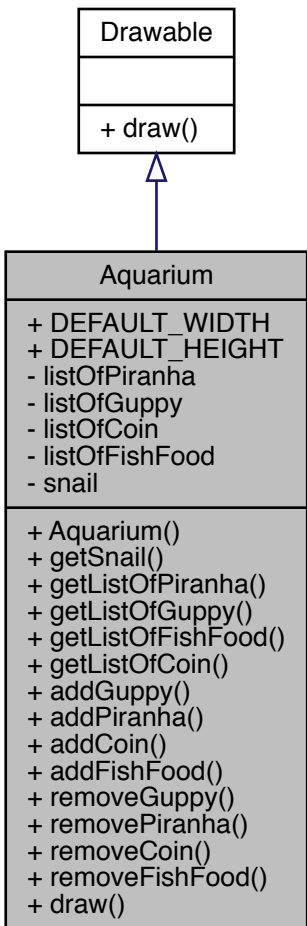 Drawable
+ draw()
Aquarium
+ DEFAULT_WIDTH
+ DEFAULT_HEIGHT
- listOfPiranha
- listOfGuppy
- listOfCoin
- listOfFishFood
- snail
+ Aquarium()
+ getSnail()
+ getListOfPiranha()
+ getListOfGuppy()
+ getListOfFishFood()
+ getListOfCoin()
+ addGuppy()
+ addPiranha()
+ addCoin()
+ addFishFood()
+ removeGuppy()
+ removePiranha()
+ removeCoin()
+ removeFishFood()
+ draw()